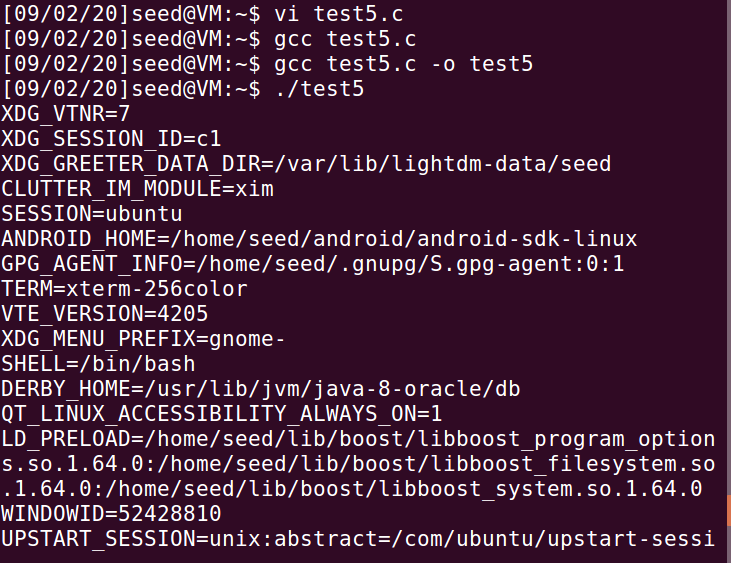 [09/02/20]seed@VM:~$ vi test5.c
[09/02/20]seed@VM:~$ gcc test5.c
[09/02/20]seed@VM:~$ gcc test5.c -o test5
[09/02/20]seed@VM:~$ ./test5
XDG_VTNR=7
XDG_SESSION_ID=c1
XDG_GREETER_DATA_DIR=/var/lib/lightdm-data/seed
CLUTTER_IM_MODULE=xim
SESSION=ubuntu
ANDROID_HOME=/home/seed/android/android-sdk-linux
GPG_AGENT_INFO=/home/seed/.gnupg/S.gpg-agent:0:1
TERM=xterm-256color
VTE_VERSION=4205
XDG_MENU_PREFIX=gnome-
SHELL=/bin/bash
DERBY_HOME=/usr/lib/jvm/java-8-oracle/db
QT_LINUX_ACCESSIBILITY_ALWAYS_ON=1
LD_PRELOAD=/home/seed/lib/boost/libboost_program_option
s.so.1.64.0:/home/seed/lib/boost/libboost_filesystem.so
.1.64.0:/home/seed/lib/boost/libboost_system.so.1.64.0
WINDOWID=52428810
UPSTART_SESSION=unix:abstract=/com/ubuntu/upstart-sessi